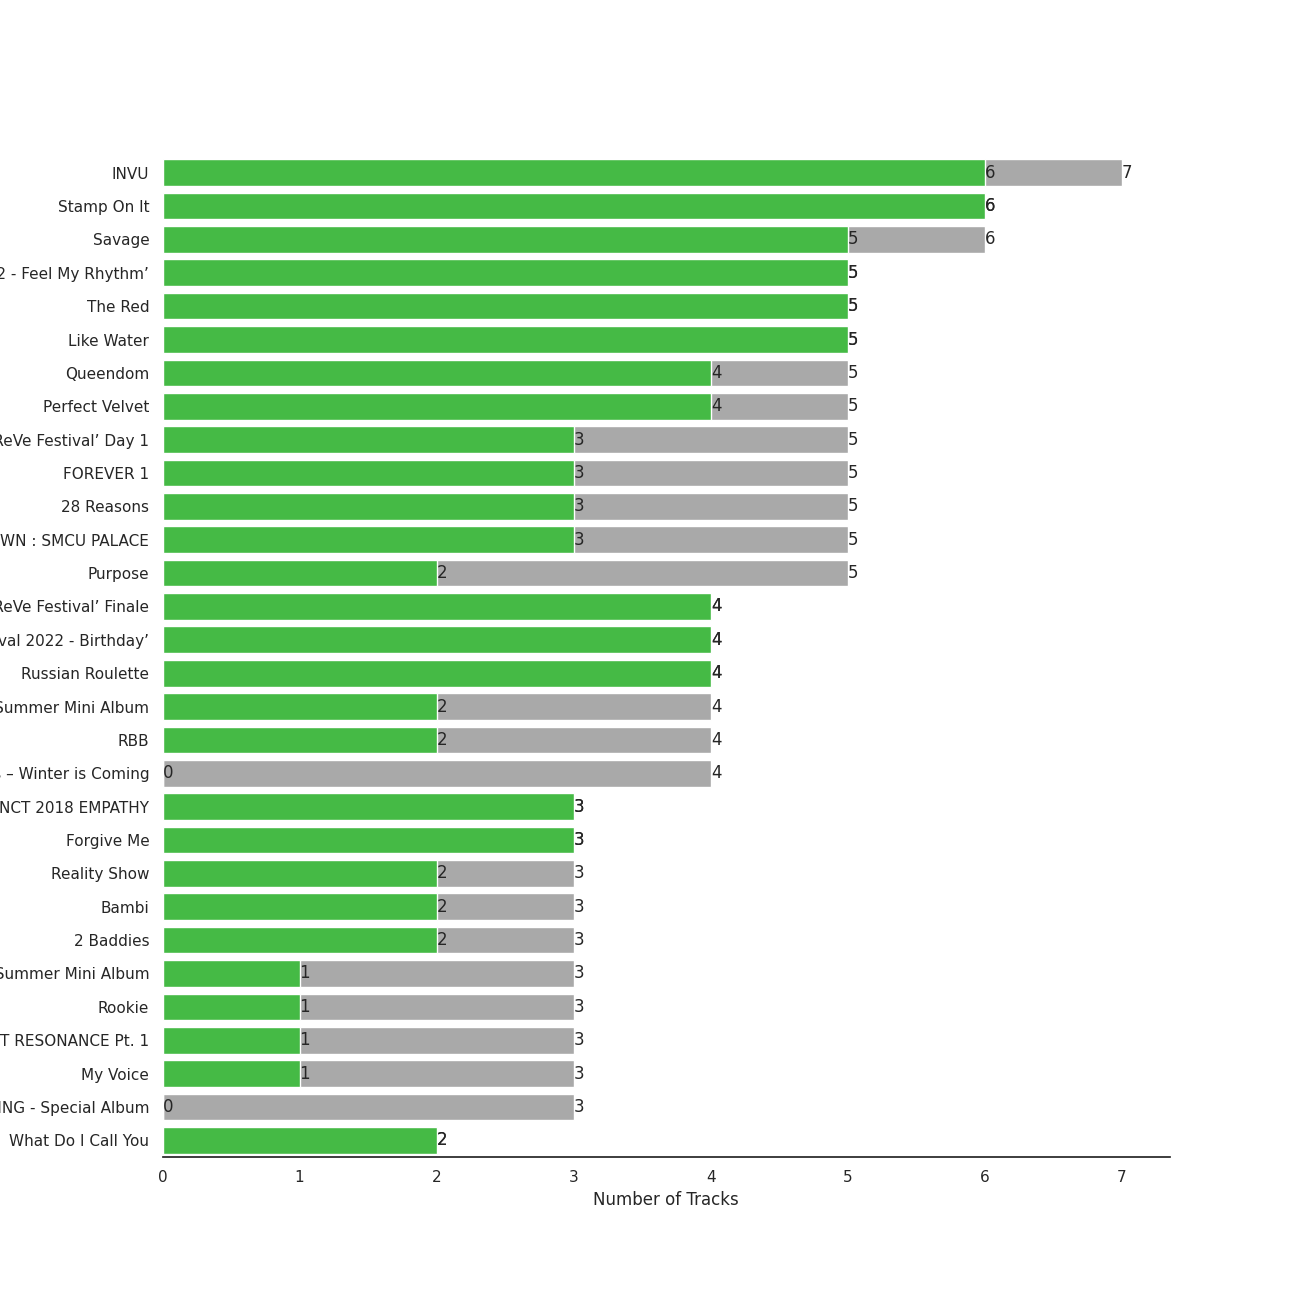 INVU 6 7
Stamp On It 6
Savage 5 6
2 - Feel My Rhythm’ 5
The Red 5
Like Water 5
Queendom 4 5
Perfect Velvet 4 5
ReVe Festival’ Day 1 3 5
FOREVER 1 3 5
28 Reasons 3 5
WN : SMCU PALACE 3 5
Purpose 2 5
ReVe Festival’ Finale 4
val 2022 - Birthday’ 4
Russian Roulette 4
Summer Mini Album 2 4
RBB 2 4
– Winter is Coming 0 4
NCT 2018 EMPATHY 3
Forgive Me 3
Reality Show 2 3
Bambi 2 3
2 Baddies 2 3
Summer Mini Album 1 3
Rookie 1 3
T RESONANCE Pt. 1 1 3
My Voice 1 3
ING - Special Album 0 3
What Do I Call You 2
0 1 2 3 4 5 6 7
Number of Tracks